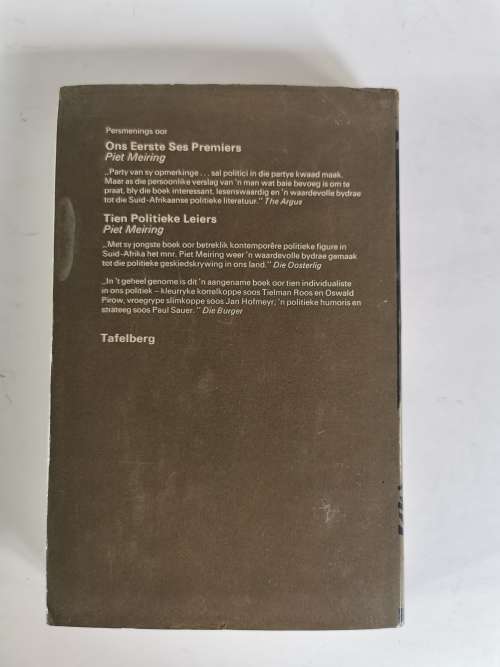 Persmenings oor
Ons Eerste Ses Premiers
Piet Meiring
„Party van sy opmerkinge . . . sal politici in die partye kwaad maak.
Maar as die persoonlike verslag van 'n man wat baie bevoeg is om te
praat, bly die boek interessant, lesenswaardig en 'n waardevolle bydrae
tot die Suid-Afrikaanse politieke literatuur.” The Argus
Tien Politieke Leiers
Piet Meiring
„Met sy jongste boek oor betreklik kontemporêre politieke figure in
Suid-Afrika het mnr. Piet Meiring weer 'n waardevolle bydrae gemaak
tot die politieke geskiedskrywing in ons land.” Die Oosterlig
„In 't geheel genome is dit 'n aangename boek oor tien individualiste
in ons politiek – kleurryke korrelkoppe soos Tielman Roos en Oswald
Pirow, vroegrype slimkoppe soos Jan Hofmeyr, 'n politieke humoris en
strateeg soos Paul Sauer.” Die Burger
Tafelberg